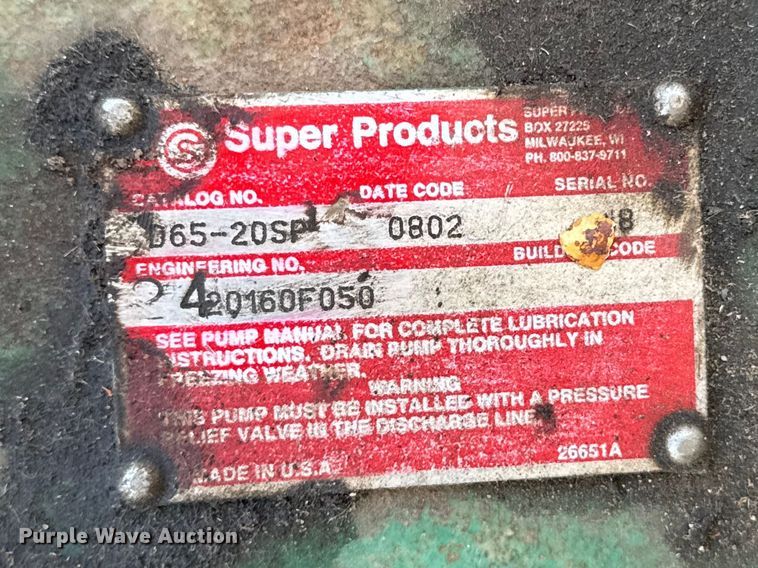 Super Products
SUPER
BOX 27225
MILWAUKEE, WI
PH. 800-837-9711
CATALOG NO. DATE CODE SERIAL NO.
D65-20SP 0802 8
ENGINEERING NO. BUILD CODE
24 20160F050
SEE PUMP MANUAL FOR COMPLETE LUBRICATION
INSTRUCTIONS. DRAIN PUMP THOROUGHLY IN
FREEZING WEATHER.
WARNING
THIS PUMP MUST BE INSTALLED WITH A PRESSURE
RELIEF VALVE IN THE DISCHARGE LINE.
26651A
MADE IN U.S.A.
Purple Wave Auction